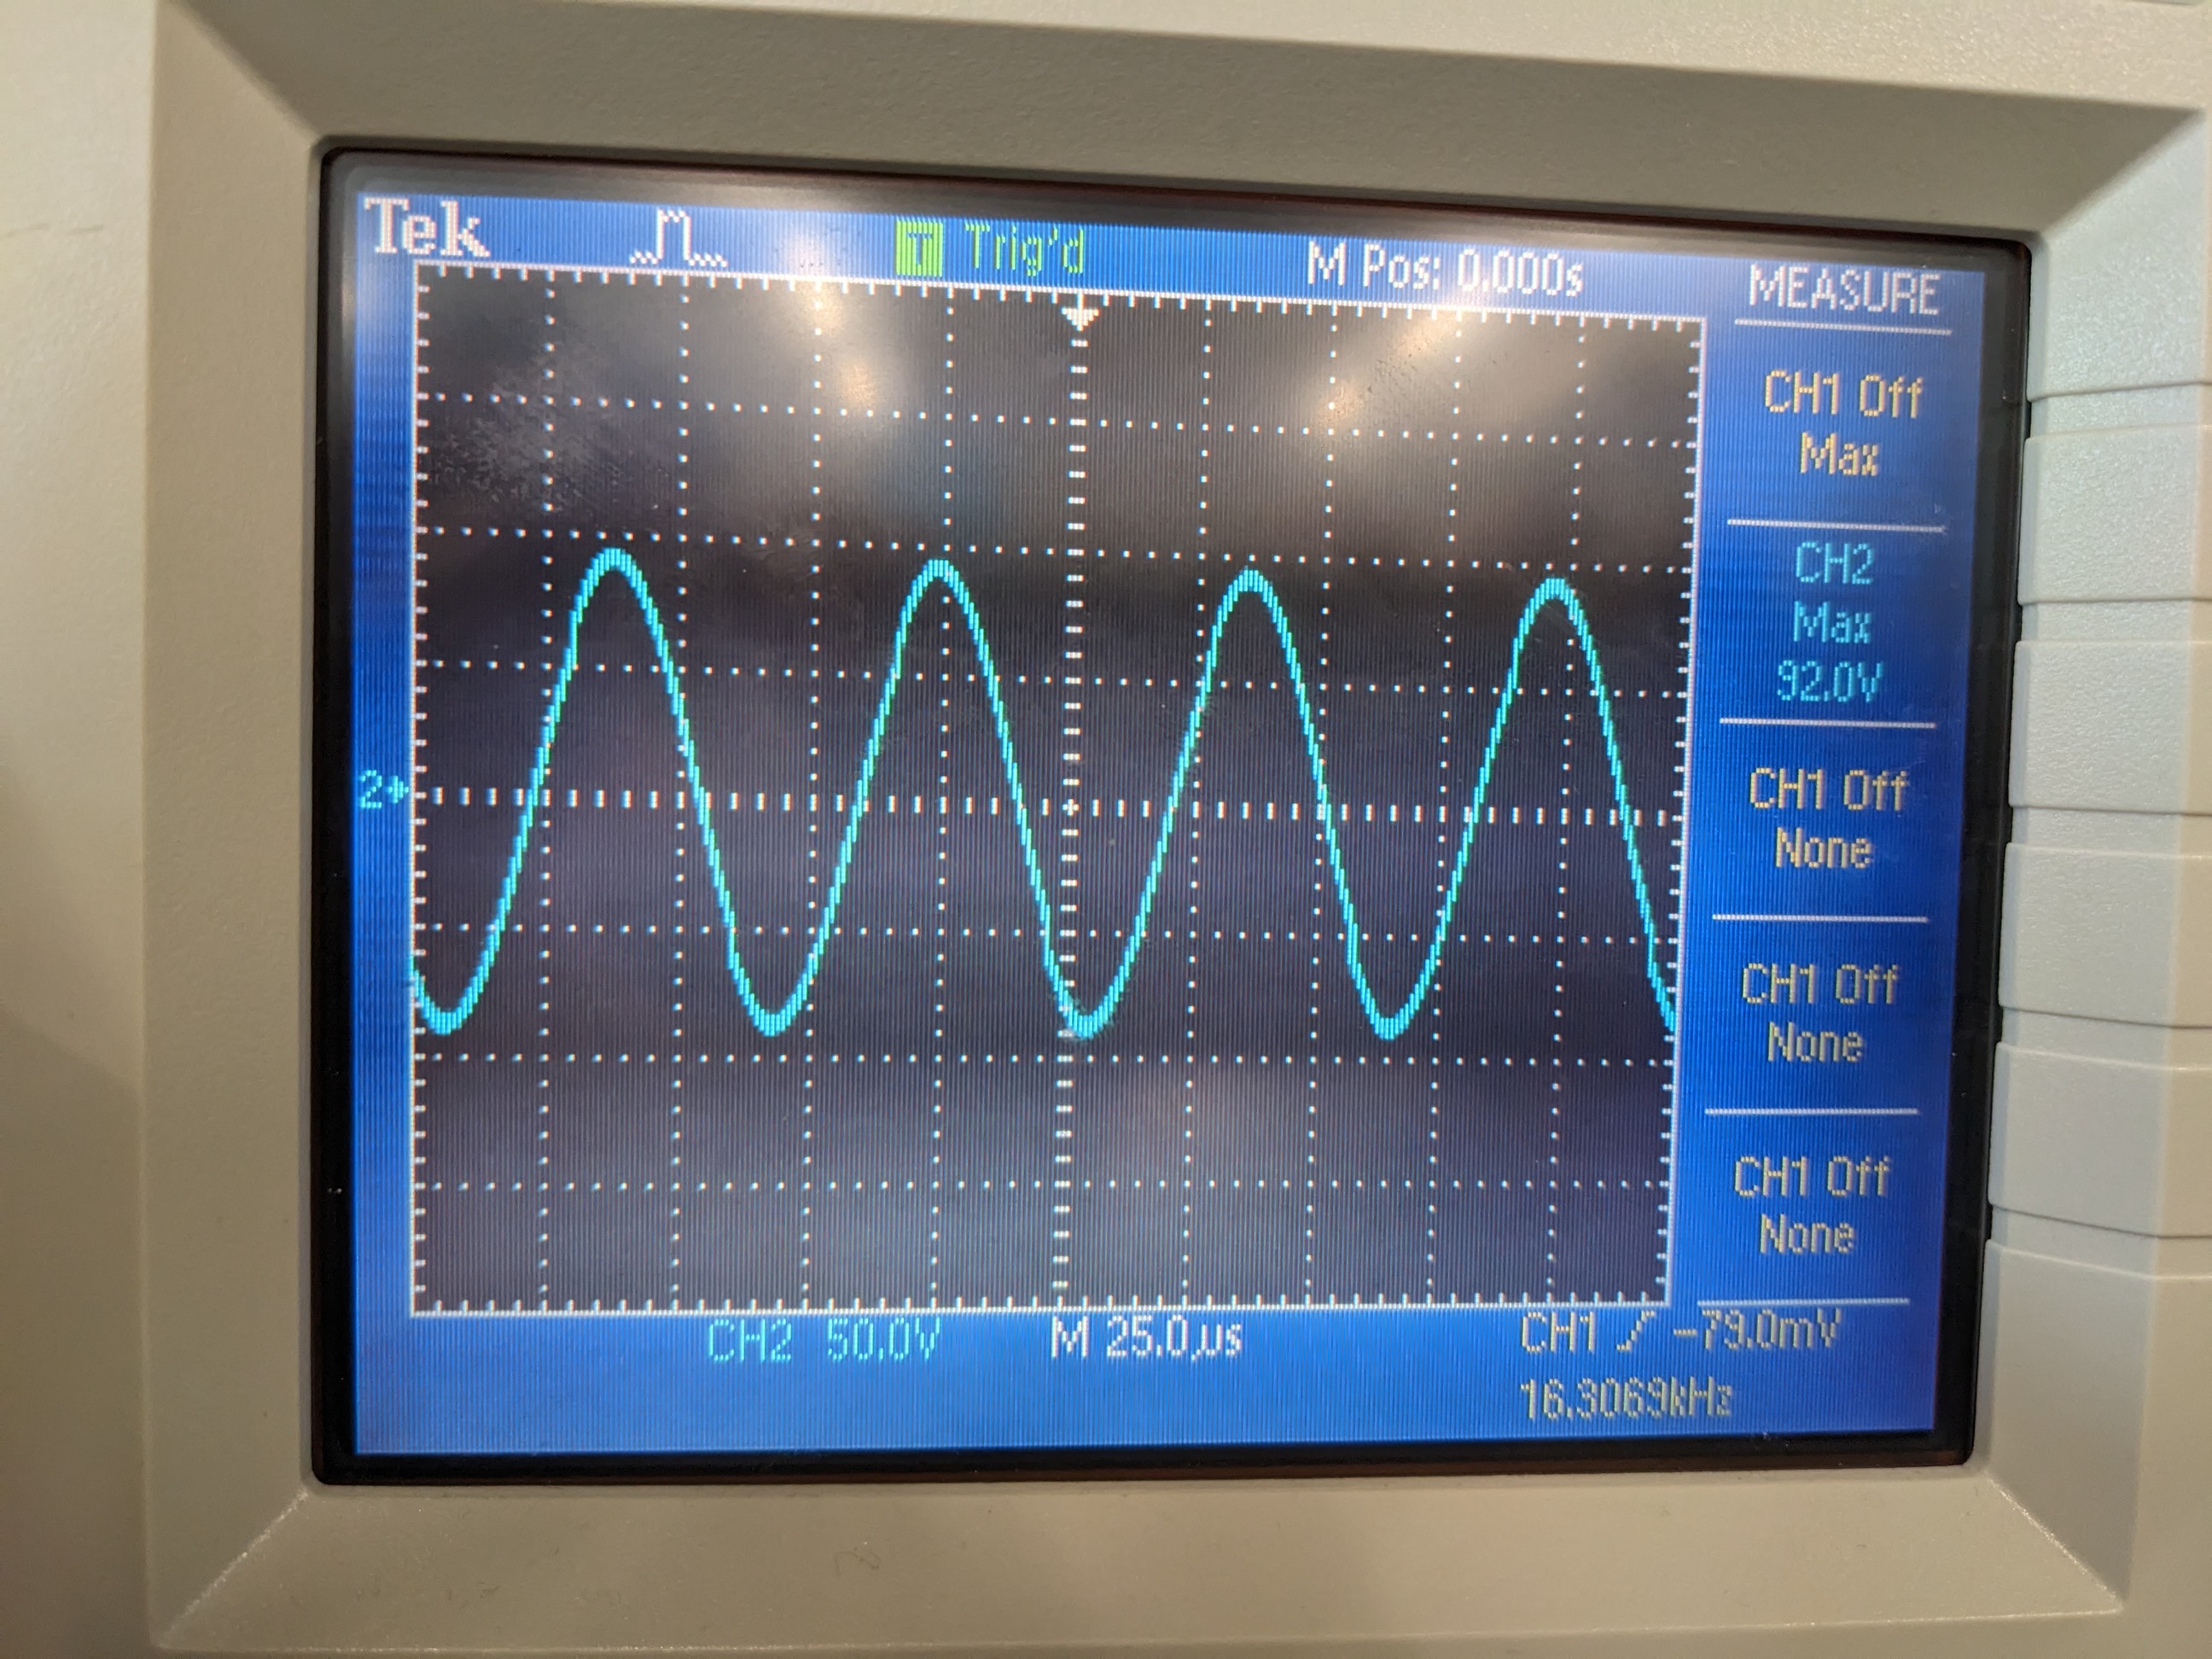 Tek
T Trig'd
M Pos: 0.000s
MEASURE
CH1 Off
Max
CH2
Max
92.0V
CH1 Off
None
CH1 Off
None
CH1 Off
None
2
CH2 50.0V
M 25.0µs
CH1 -79.0mV
16.3069kHz